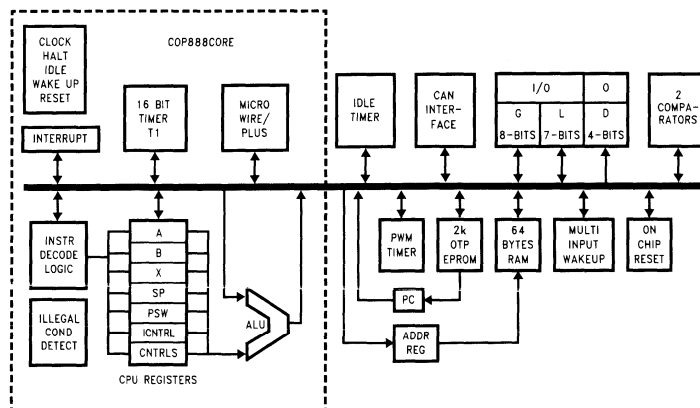 CLOCK
HALT
IDLE
WAKE UP
RESET
COP888CORE
INTERRUPT
16 BIT
TIMER
T1
MICRO
WIRE/
PLUS
IDLE
TIMER
CAN
INTER-
FACE
I/O
O
G
L
D
8-BITS
7-BITS
4-BITS
2
COMPA-
RATORS
INSTR
DECODE
LOGIC
ILLEGAL
COND
DETECT
A
B
X
SP
PSW
ICNTRL
CNTRLS
CPU REGISTERS
ALU
PWM
TIMER
2k
OTP
EPROM
64
BYTES
RAM
MULTI
INPUT
WAKEUP
ON
CHIP
RESET
PC
ADDR
REG